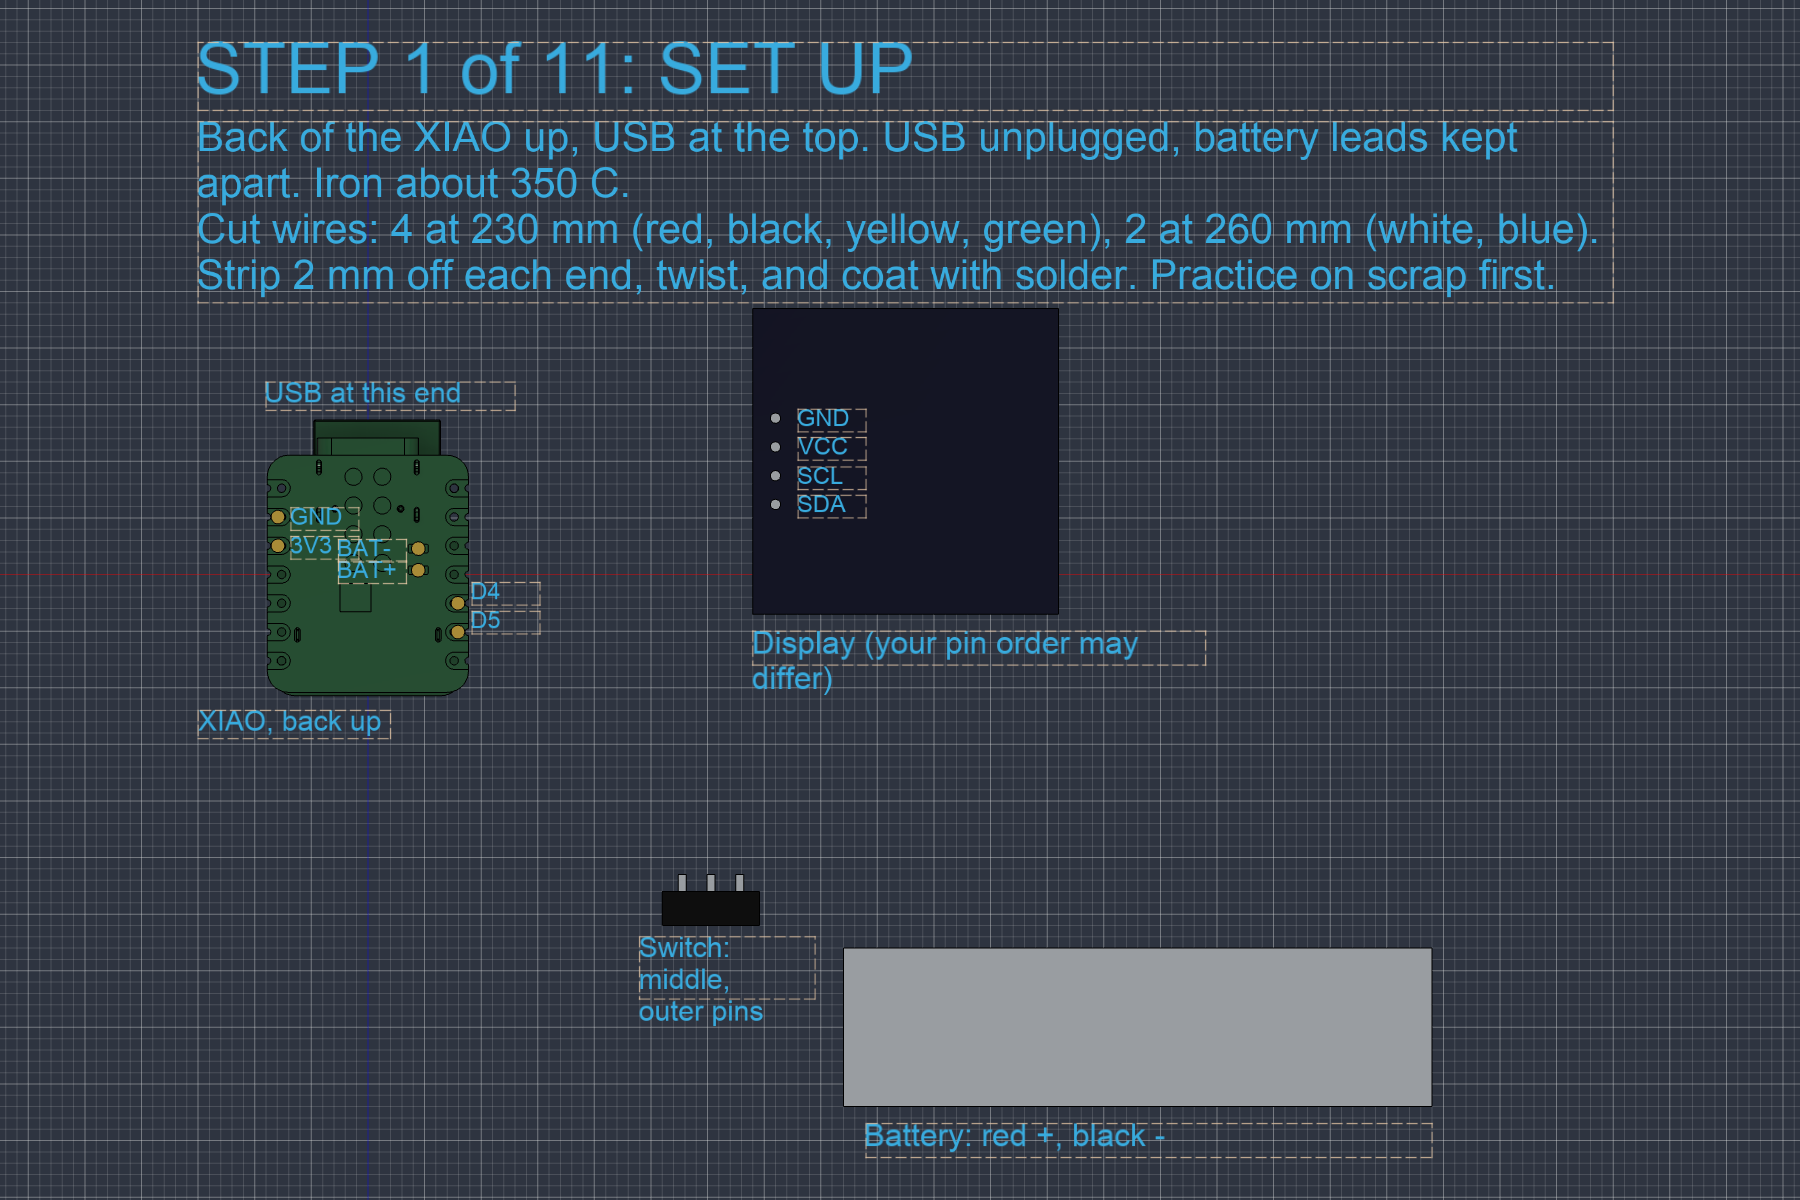 STEP 1 of 11: SET UP
Back of the XIAO up, USB at the top. USB unplugged, battery leads kept
apart. Iron about 350 C.
Cut wires: 4 at 230 mm (red, black, yellow, green), 2 at 260 mm (white, blue).
Strip 2 mm off each end, twist, and coat with solder. Practice on scrap first.
USB at this end
GND
3V3
BAT-
BAT+
D4
D5
XIAO, back up
GND
VCC
SCL
SDA
Display (your pin order may
differ)
Switch:
middle,
outer pins
Battery: red +, black -